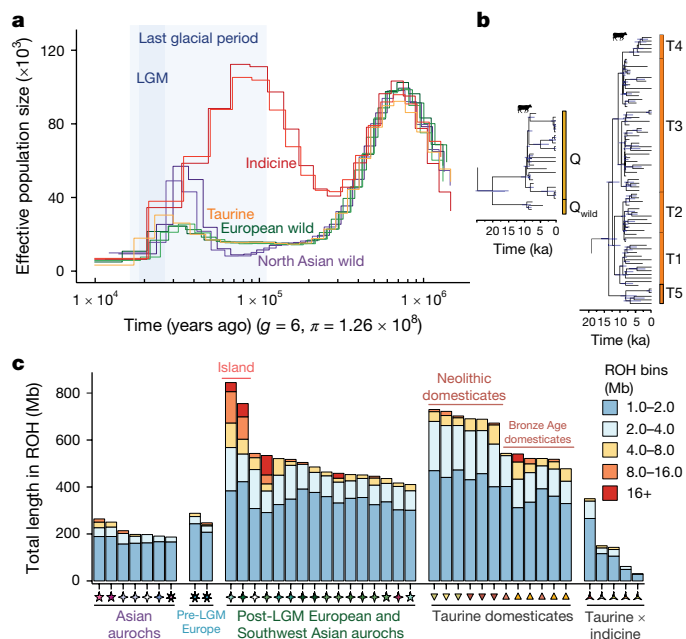 a
Effective population size (×10³)
120
80
40
0
Last glacial period
LGM
Indicine
Taurine
European wild
North Asian wild
1 × 10⁴
1 × 10⁵
1 × 10⁶
Time (years ago) (g = 6, π = 1.26 × 10⁸)
b
Q
Q wild
20 15 10 5 0
Time (ka)
T4
T3
T2
T1
T5
20 15 10 5 0
Time (ka)
c
Total length in ROH (Mb)
800
600
400
200
0
Island
Neolithic
domesticates
Bronze Age
domesticates
ROH bins
(Mb)
1.0–2.0
2.0–4.0
4.0–8.0
8.0–16.0
16+
Asian
aurochs
Pre-LGM
Europe
Post-LGM European and
Southwest Asian aurochs
Taurine domesticates
Taurine ×
indicine